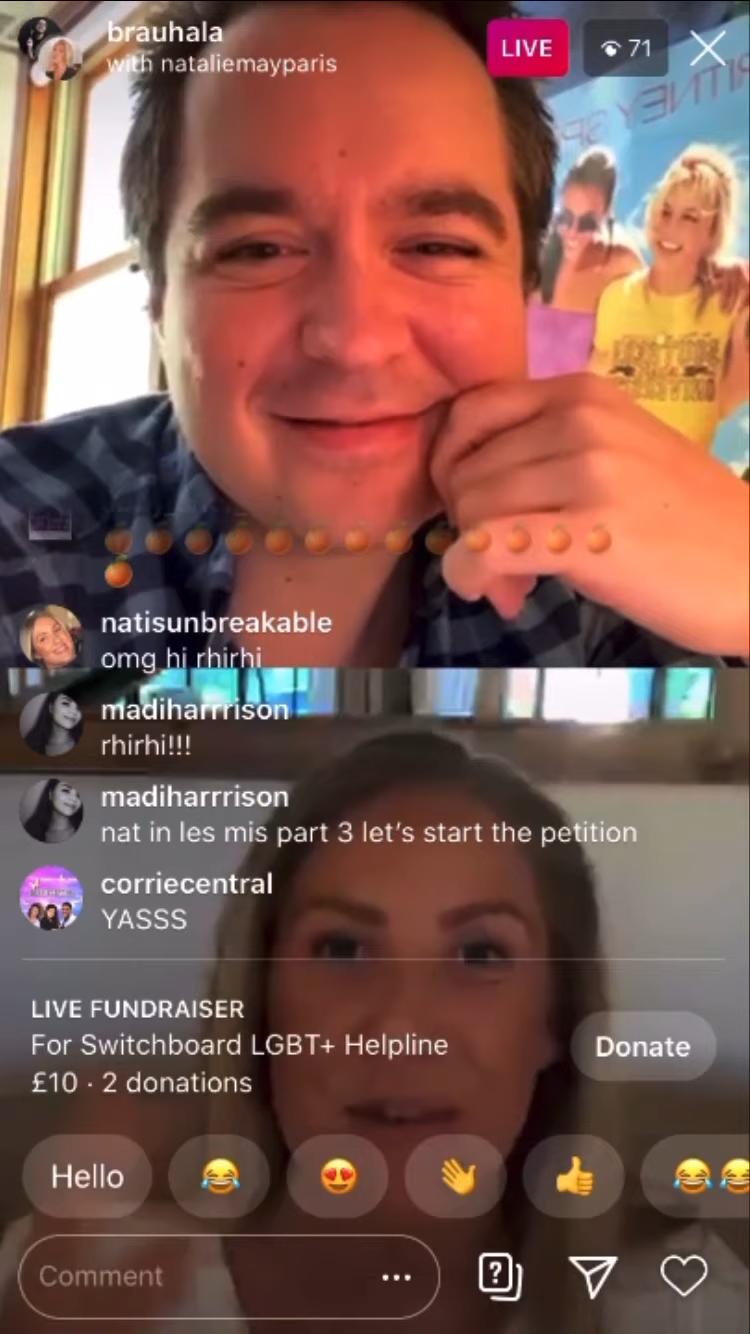 brauhala
with nataliemayparis
LIVE
71
natisunbreakable
omg hi rhirhi
madiharrrison
rhirhi!!!
madiharrrison
nat in les mis part 3 let’s start the petition
corriecentral
YASSS
LIVE FUNDRAISER
For Switchboard LGBT+ Helpline
£10 · 2 donations
Donate
Hello
Comment